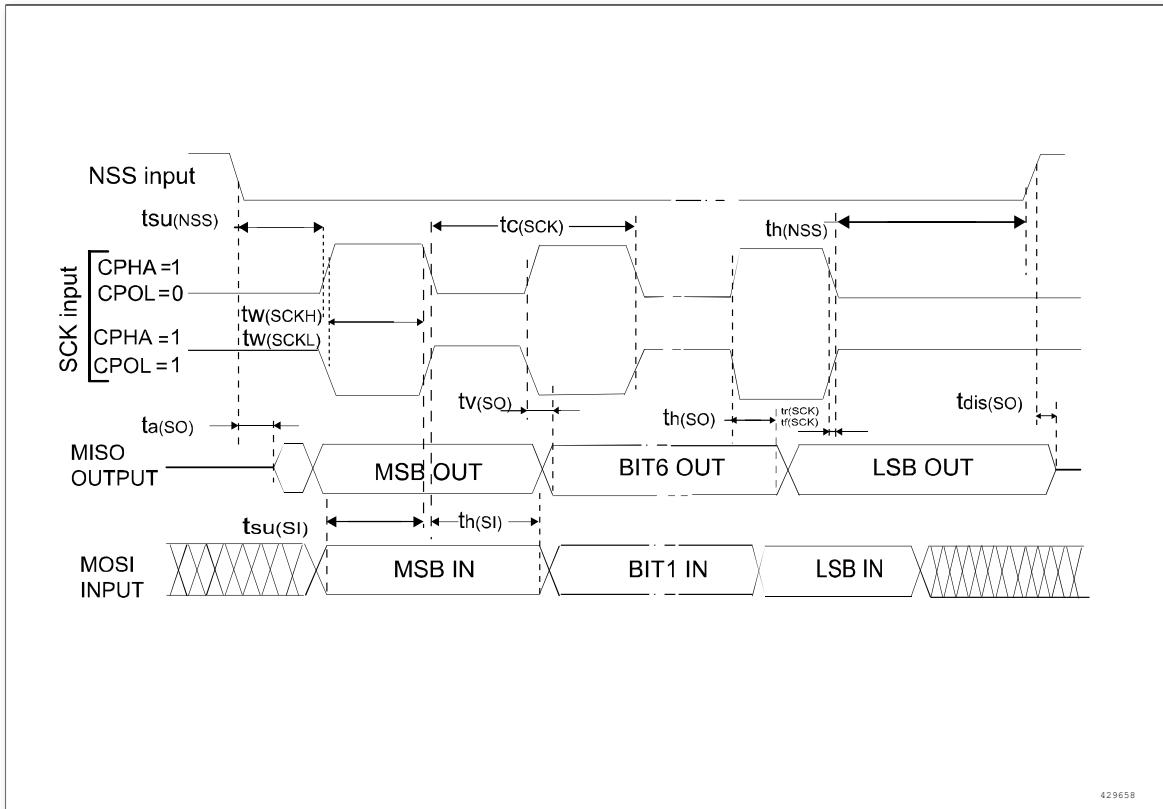 NSS input
tsu(NSS)
tc(SCK)
th(NSS)
SCK input
CPHA=1
CPOL=0
tw(SCKH)
CPHA=1
tw(SCKL)
CPOL=1
tv(SO)
ta(SO)
th(SO)
tr(SCK)
tf(SCK)
tdis(SO)
MISO
OUTPUT
MSB OUT
BIT6 OUT
LSB OUT
tsu(SI)
th(SI)
MOSI
INPUT
MSB IN
BIT1 IN
LSB IN
429658